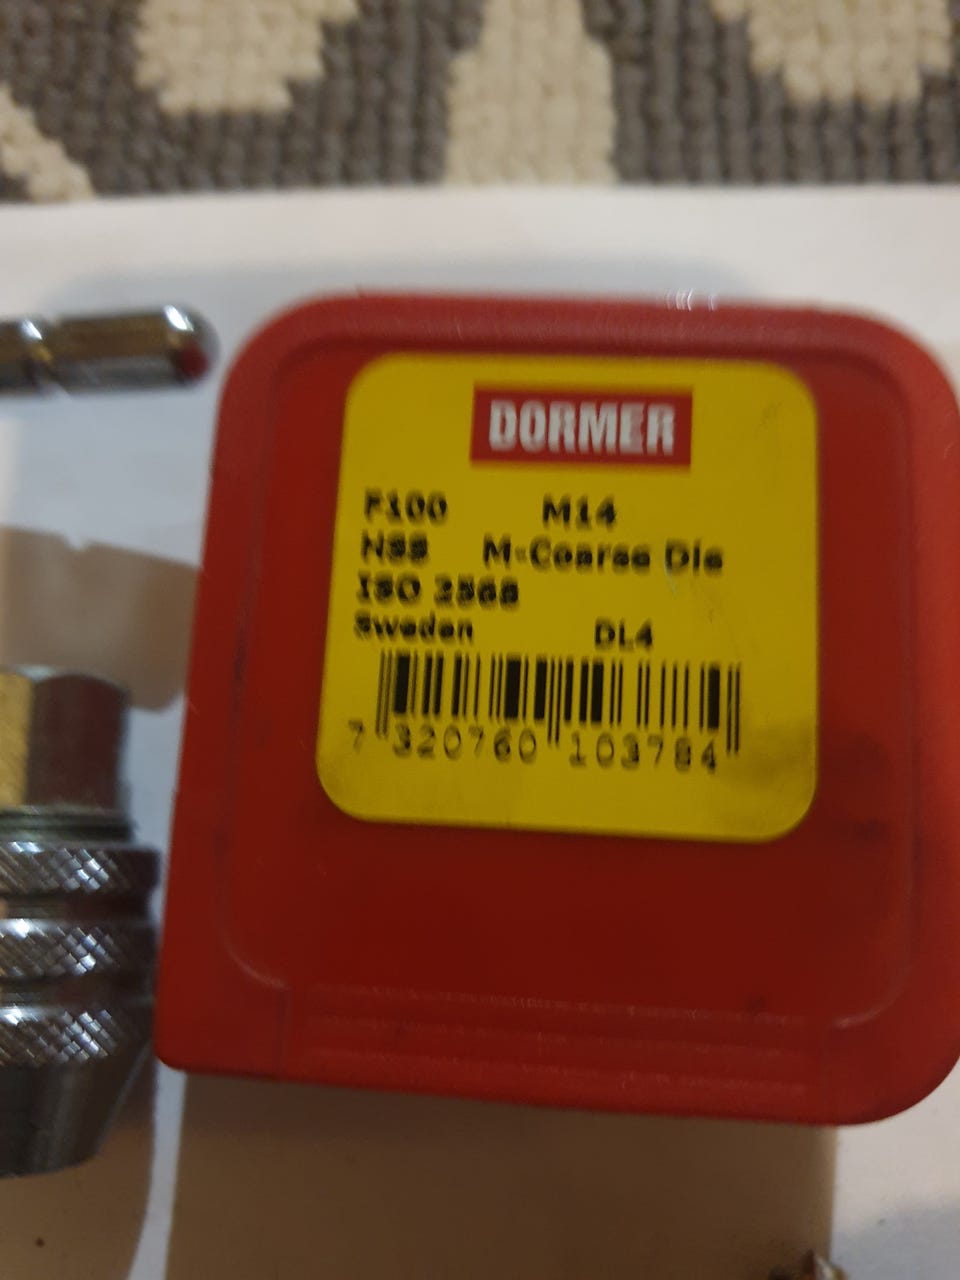 DORMER
F100 M14
HSS M-Coarse Die
ISO 2568
Sweden DL4
7 320760 103784